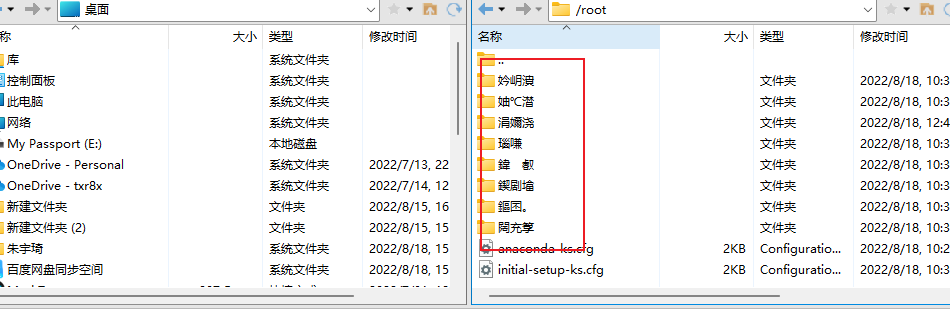 桌面
称 大小 类型 修改时间
库 系统文件夹
控制面板 系统文件夹
此电脑 系统文件夹
网络 系统文件夹
My Passport (E:) 本地磁盘
OneDrive - Personal 系统文件夹 2022/7/13, 22
OneDrive - txr8x 系统文件夹 2022/7/14, 12
新建文件夹 文件夹 2022/8/15, 16
新建文件夹 (2) 文件夹 2022/8/15, 15
朱宇琦 系统文件夹 2022/8/18, 15
百度网盘同步空间 系统文件夹 2022/8/18, 15
/root
名称 大小 类型 修改时间
..
妗岄潰 文件夹 2022/8/18, 10:3
妯℃澘 文件夹 2022/8/18, 10:3
涓嬭浇 文件夹 2022/8/18, 12:4
瑙嗛 文件夹 2022/8/18, 10:3
鍏 叡 文件夹 2022/8/18, 10:3
鍥剧墖 文件夹 2022/8/18, 10:3
鏂囨。 文件夹 2022/8/18, 10:3
闊充箰 文件夹 2022/8/18, 10:3
anaconda-ks.cfg 2KB Configuratio... 2022/8/18, 10:2
initial-setup-ks.cfg 2KB Configuratio... 2022/8/18, 10:3